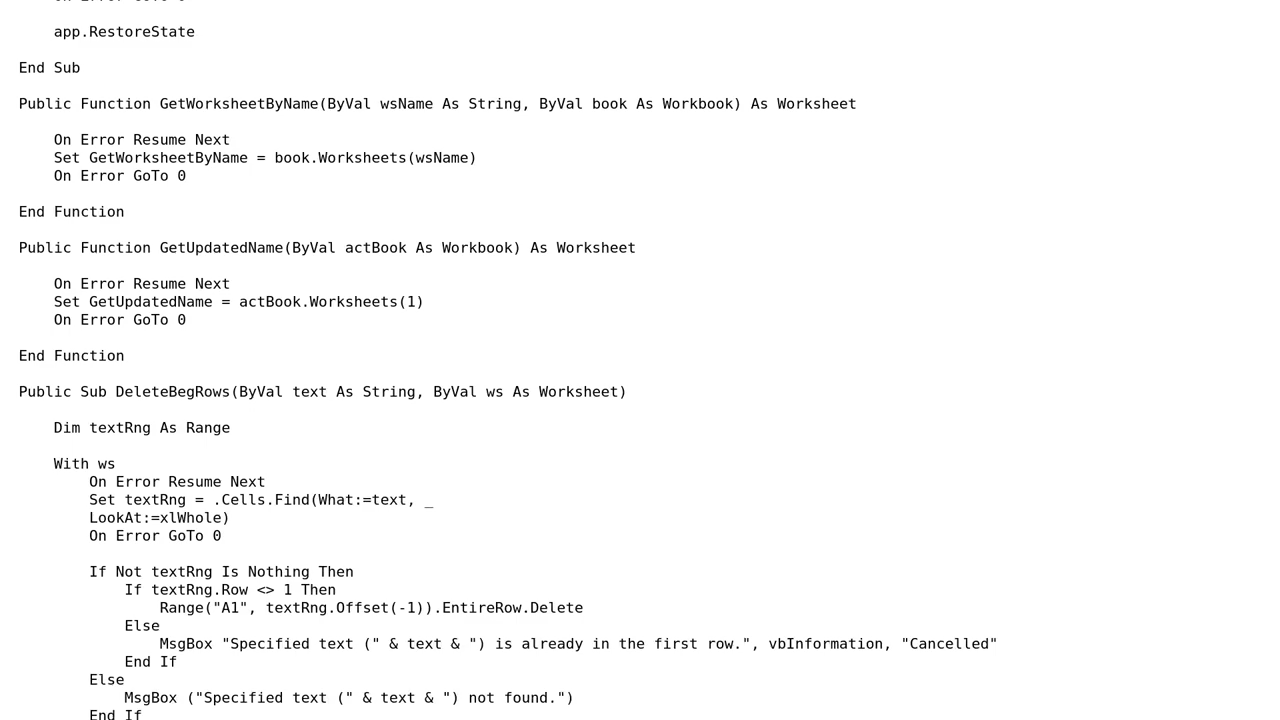 On Error GoTo 0
app.RestoreState
End Sub
Public Function GetWorksheetByName(ByVal wsName As String, ByVal book As Workbook) As Worksheet
On Error Resume Next
Set GetWorksheetByName = book.Worksheets(wsName)
On Error GoTo 0
End Function
Public Function GetUpdatedName(ByVal actBook As Workbook) As Worksheet
On Error Resume Next
Set GetUpdatedName = actBook.Worksheets(1)
On Error GoTo 0
End Function
Public Sub DeleteBegRows(ByVal text As String, ByVal ws As Worksheet)
Dim textRng As Range
With ws
On Error Resume Next
Set textRng = .Cells.Find(What:=text, _
LookAt:=xlWhole)
On Error GoTo 0
If Not textRng Is Nothing Then
If textRng.Row <> 1 Then
Range("A1", textRng.Offset(-1)).EntireRow.Delete
Else
MsgBox "Specified text (" & text & ") is already in the first row.", vbInformation, "Cancelled"
End If
Else
MsgBox ("Specified text (" & text & ") not found.")
End If